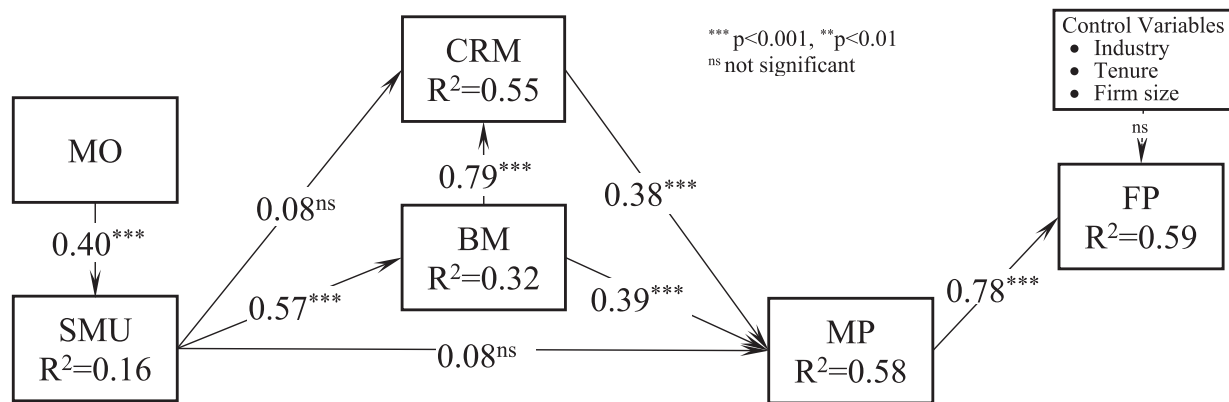 CRM
R²=0.55
*** p<0.001, **p<0.01
ns not significant
Control Variables
• Industry
• Tenure
• Firm size
MO
ns
0.79***
0.38***
FP
R²=0.59
0.08ns
0.40***
BM
R²=0.32
0.57***
0.39***
0.78***
SMU
R²=0.16
0.08ns
MP
R²=0.58